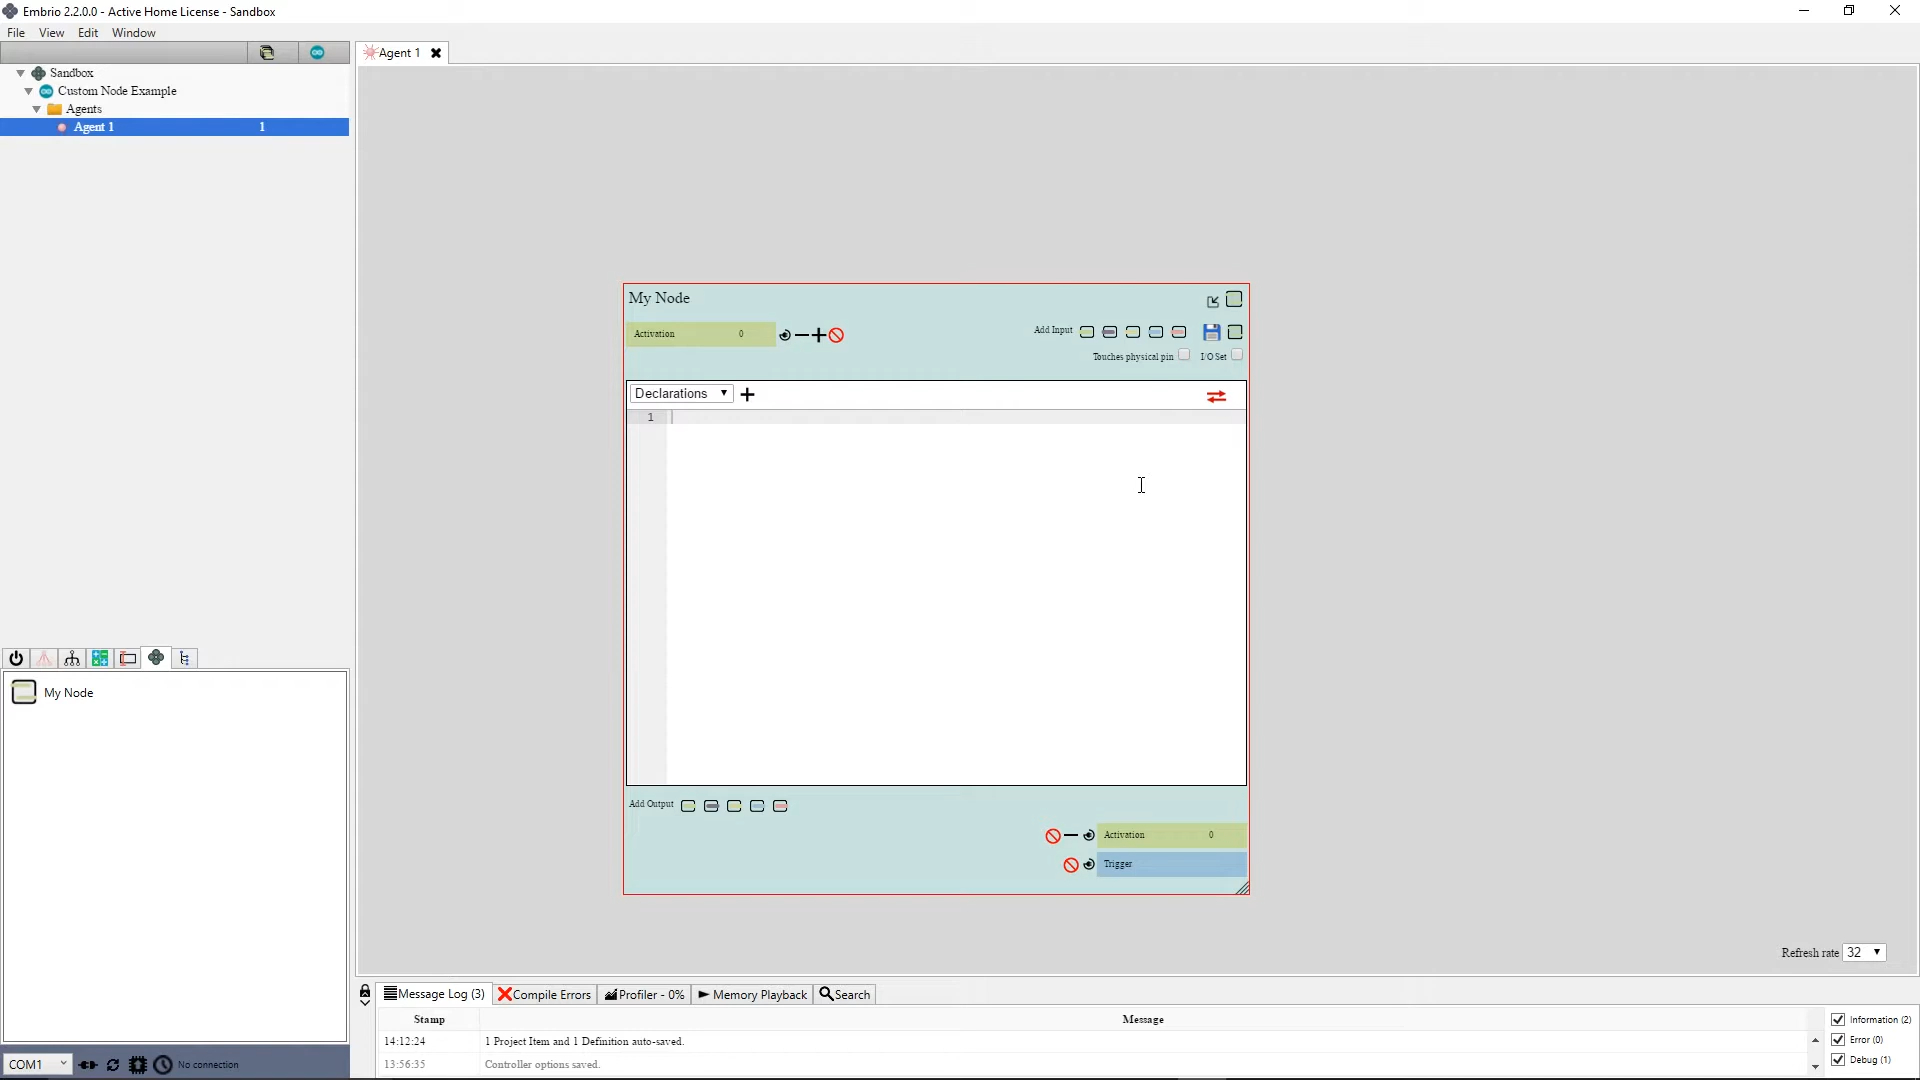 Embrio 2.2.0.0 - Active Home License - Sandbox
File View Edit Window
Agent 1
Sandbox
Custom Node Example
Agents
Agent 1 1
My Node
Activation 0
Add Input
Touches physical pin I/O Set
Declarations
1
My Node
Add Output
Activation 0
Trigger
Refresh rate 32
Message Log (3) Compile Errors Profiler - 0% Memory Playback Search
Stamp Message
14:12:24 1 Project Item and 1 Definition auto-saved.
13:56:35 Controller options saved.
Information (2)
Error (0)
Debug (1)
COM1 No connection